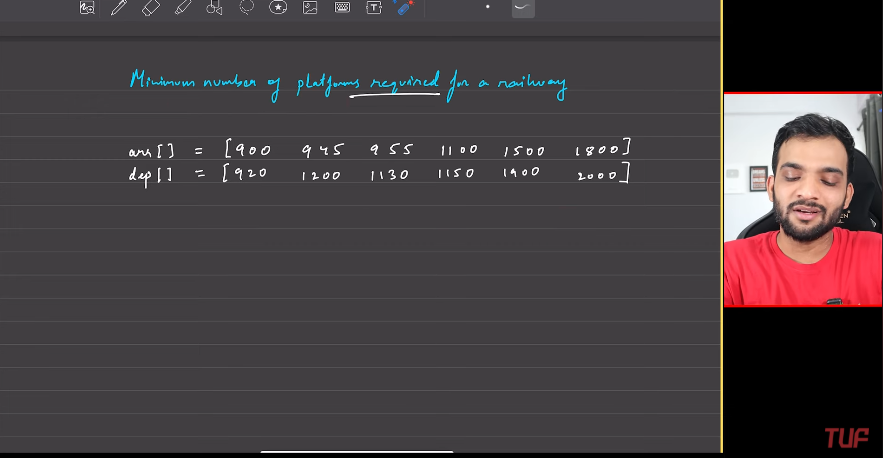 Minimum number of platforms required for a railway
arr[] = [900 945 955 1100 1500 1800]
dep[] = [920 1200 1130 1150 1900 2000]
TUF